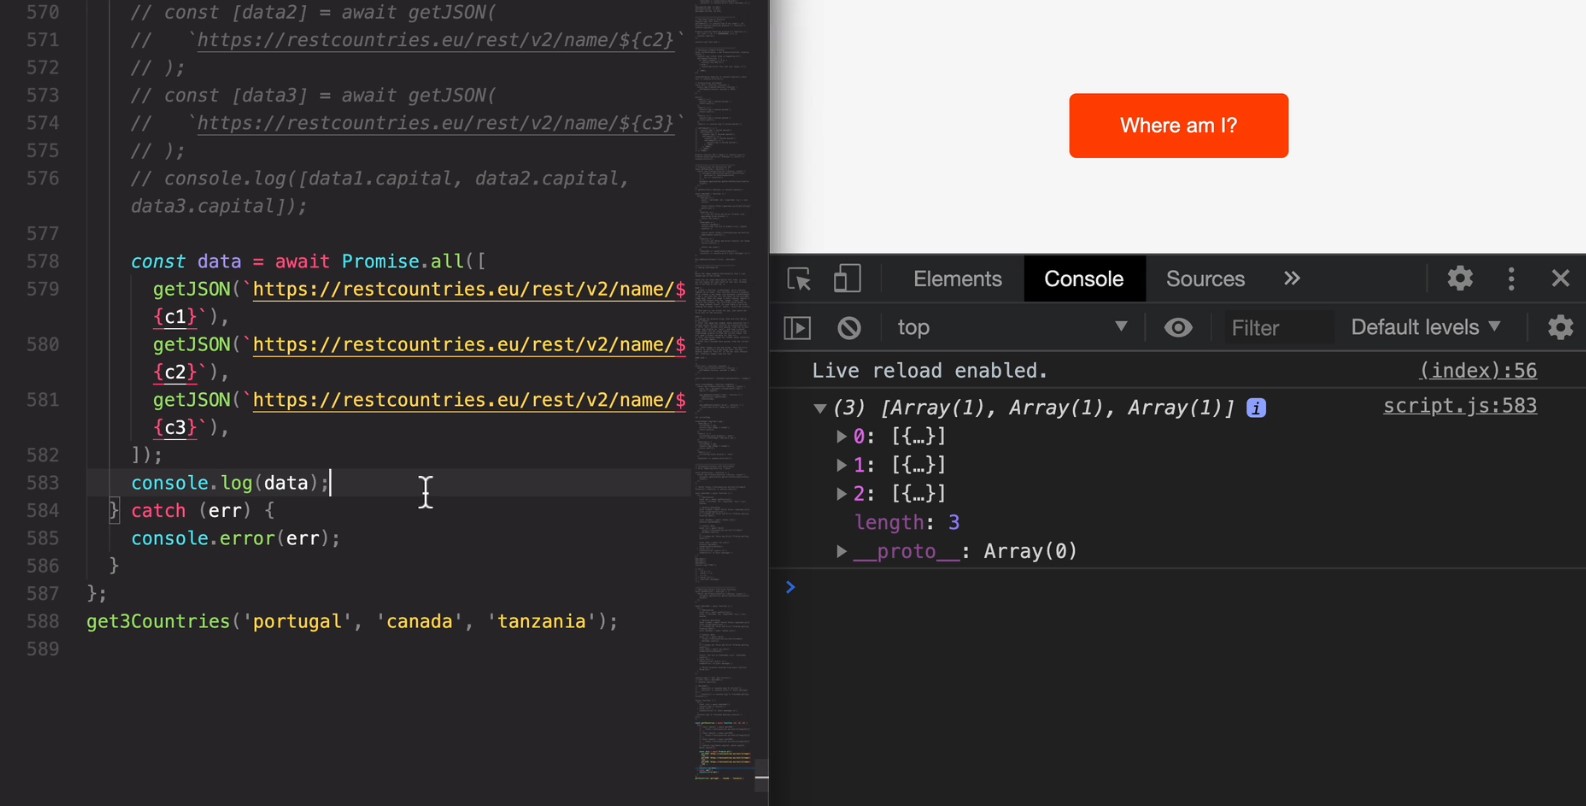 570 // const [data2] = await getJSON(
571 // `https://restcountries.eu/rest/v2/name/${c2}`
572 // );
573 // const [data3] = await getJSON(
574 // `https://restcountries.eu/rest/v2/name/${c3}`
575 // );
576 // console.log([data1.capital, data2.capital,
data3.capital]);
577
578 const data = await Promise.all([
579 getJSON(`https://restcountries.eu/rest/v2/name/$
{c1}`),
580 getJSON(`https://restcountries.eu/rest/v2/name/$
{c2}`),
581 getJSON(`https://restcountries.eu/rest/v2/name/$
{c3}`),
582 ]);
583 console.log(data);
584 } catch (err) {
585 console.error(err);
586 }
587 };
588 get3Countries('portugal', 'canada', 'tanzania');
589
Where am I?
Elements Console Sources »
top Filter Default levels
Live reload enabled. (index):56
(3) [Array(1), Array(1), Array(1)] i script.js:583
0: [{…}]
1: [{…}]
2: [{…}]
length: 3
__proto__: Array(0)